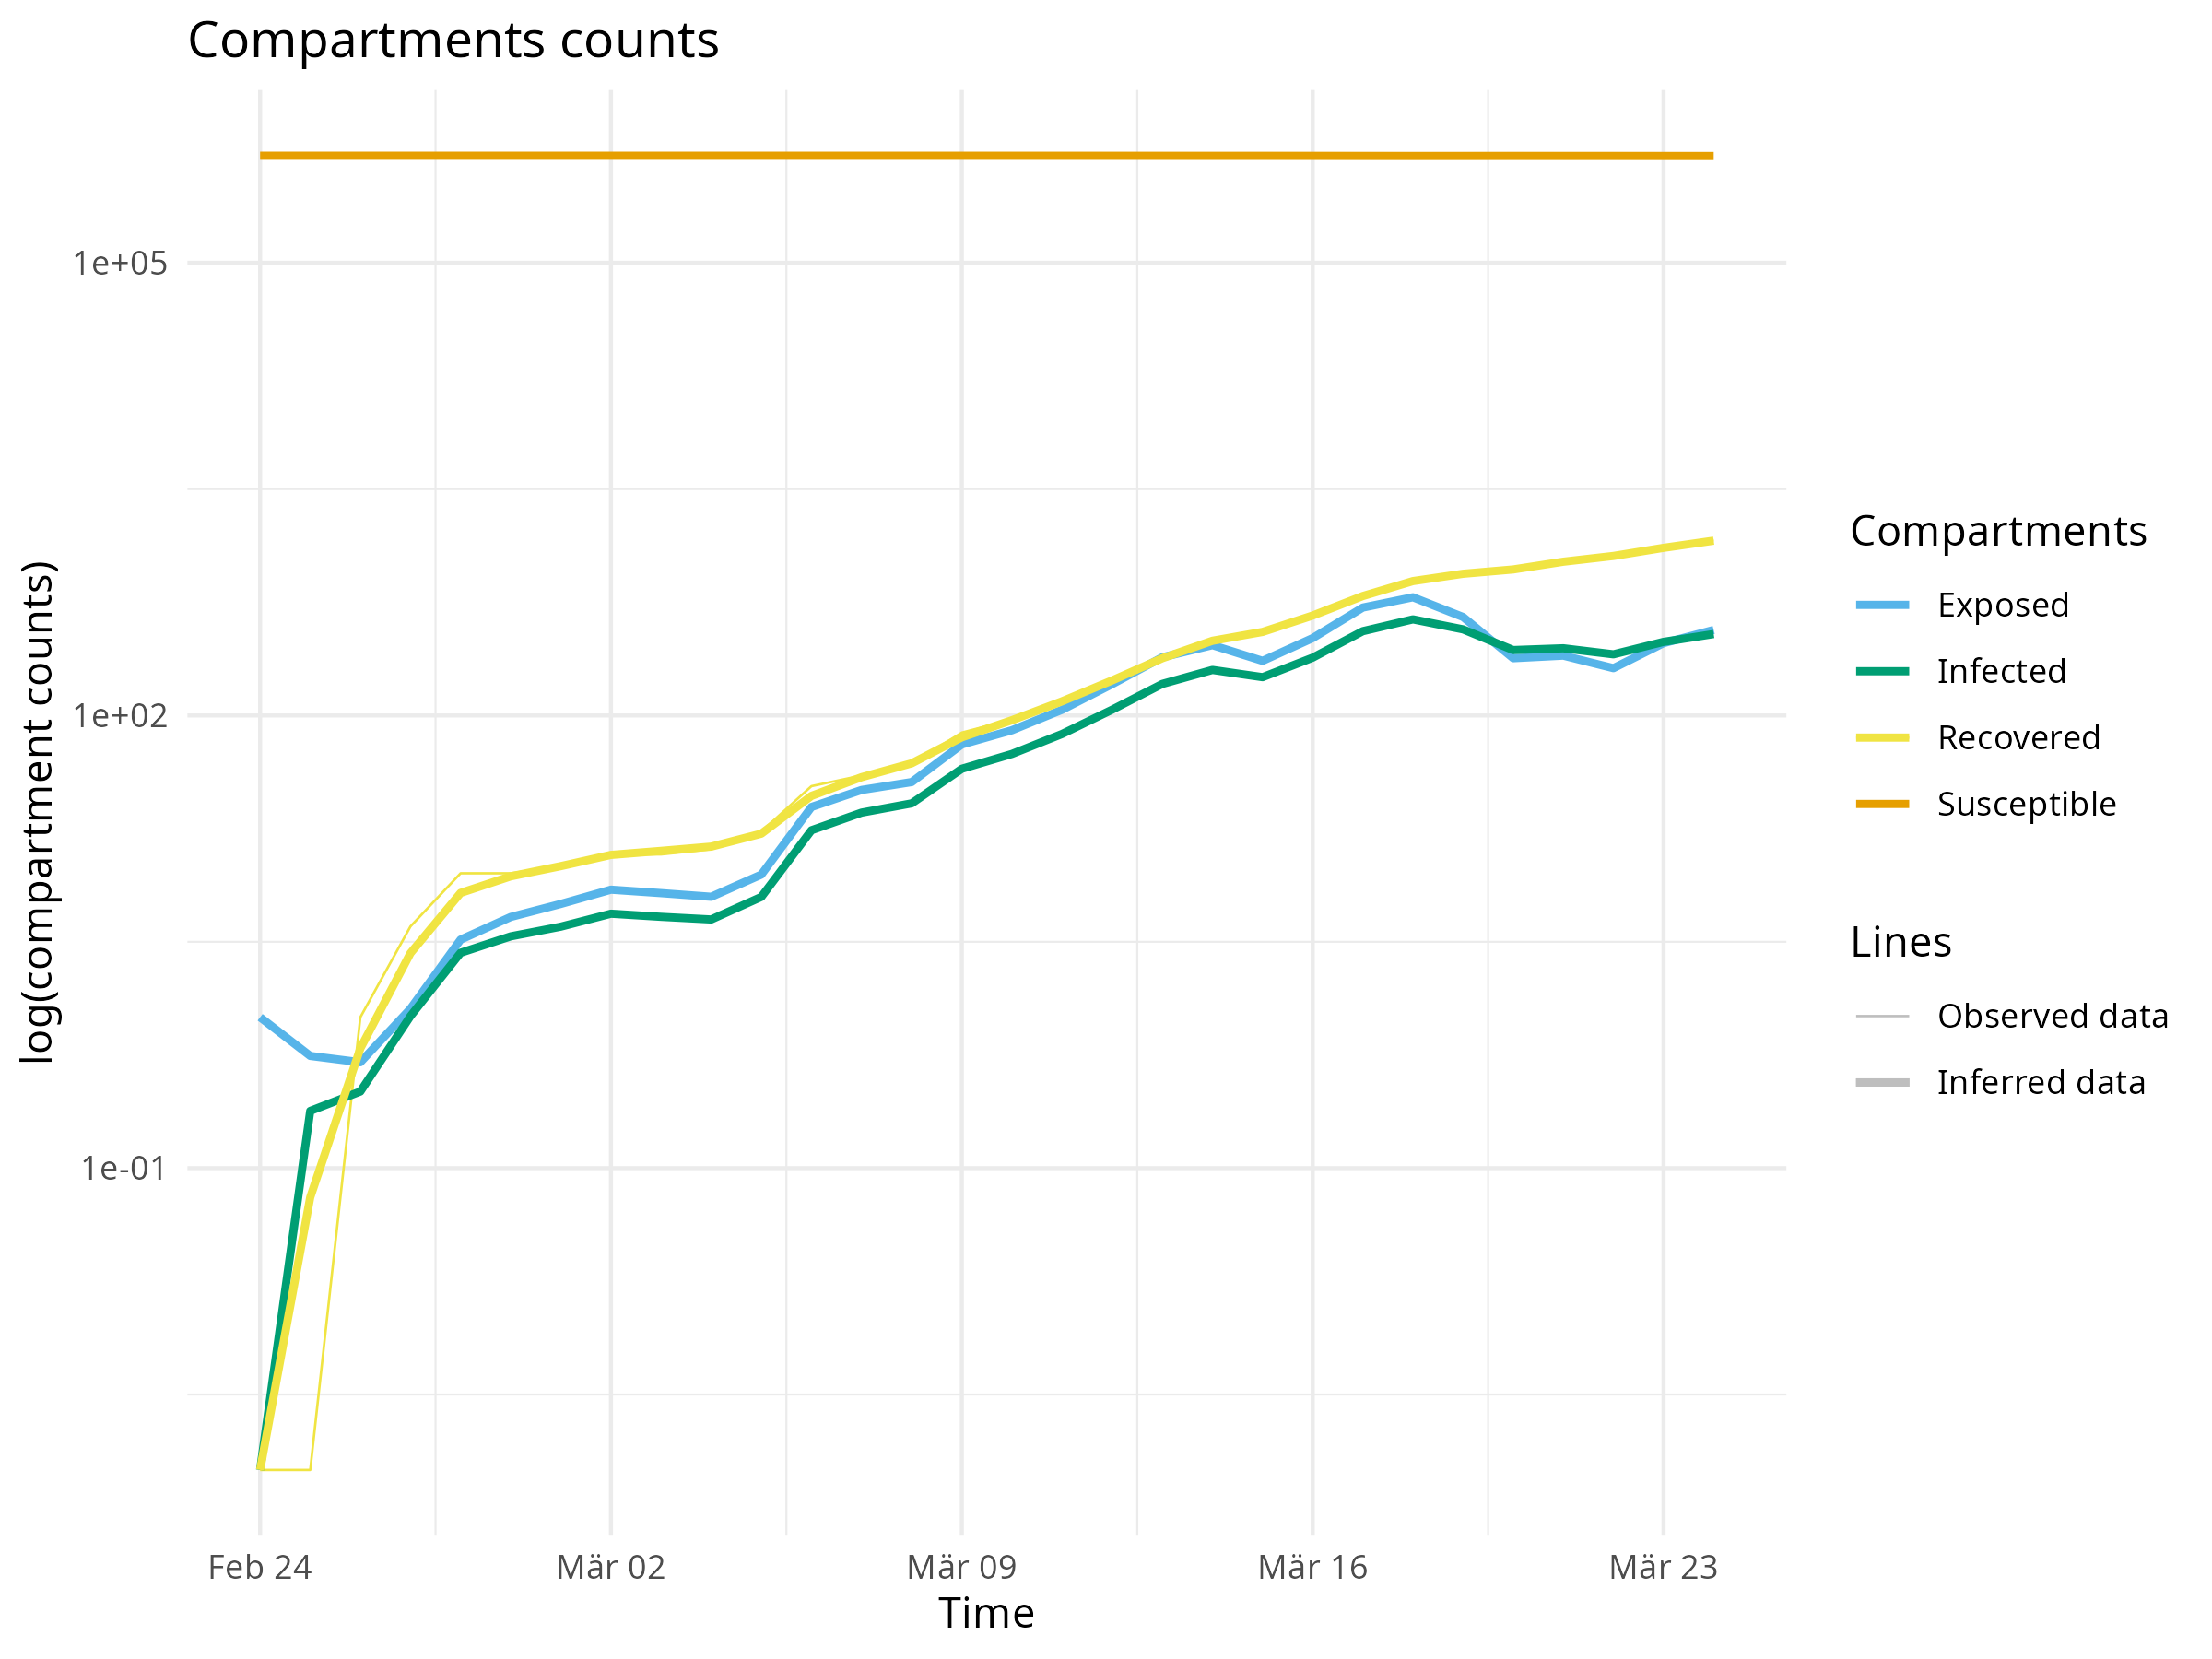 Compartments counts
log(compartment counts)
1e+05
1e+02
1e-01
Feb 24
Mär 02
Mär 09
Mär 16
Mär 23
Time
Compartments
Exposed
Infected
Recovered
Susceptible
Lines
Observed data
Inferred data